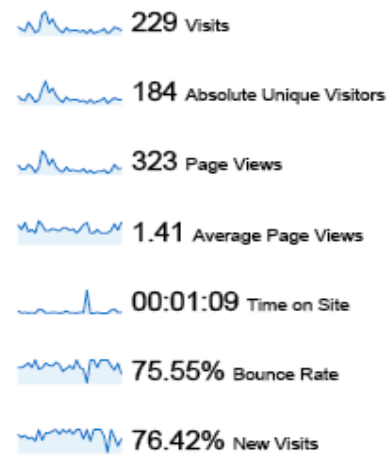 229 Visits
184 Absolute Unique Visitors
323 Page Views
1.41 Average Page Views
00:01:09 Time on Site
75.55% Bounce Rate
76.42% New Visits